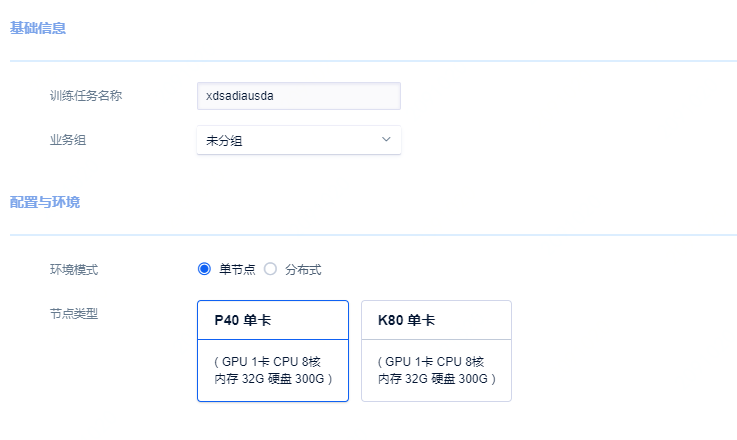 基础信息
训练任务名称 xdsadiausda
业务组 未分组
配置与环境
环境模式 单节点 分布式
节点类型
P40 单卡 K80 单卡
( GPU 1卡 CPU 8核 ( GPU 1卡 CPU 8核
内存 32G 硬盘 300G ) 内存 32G 硬盘 300G )